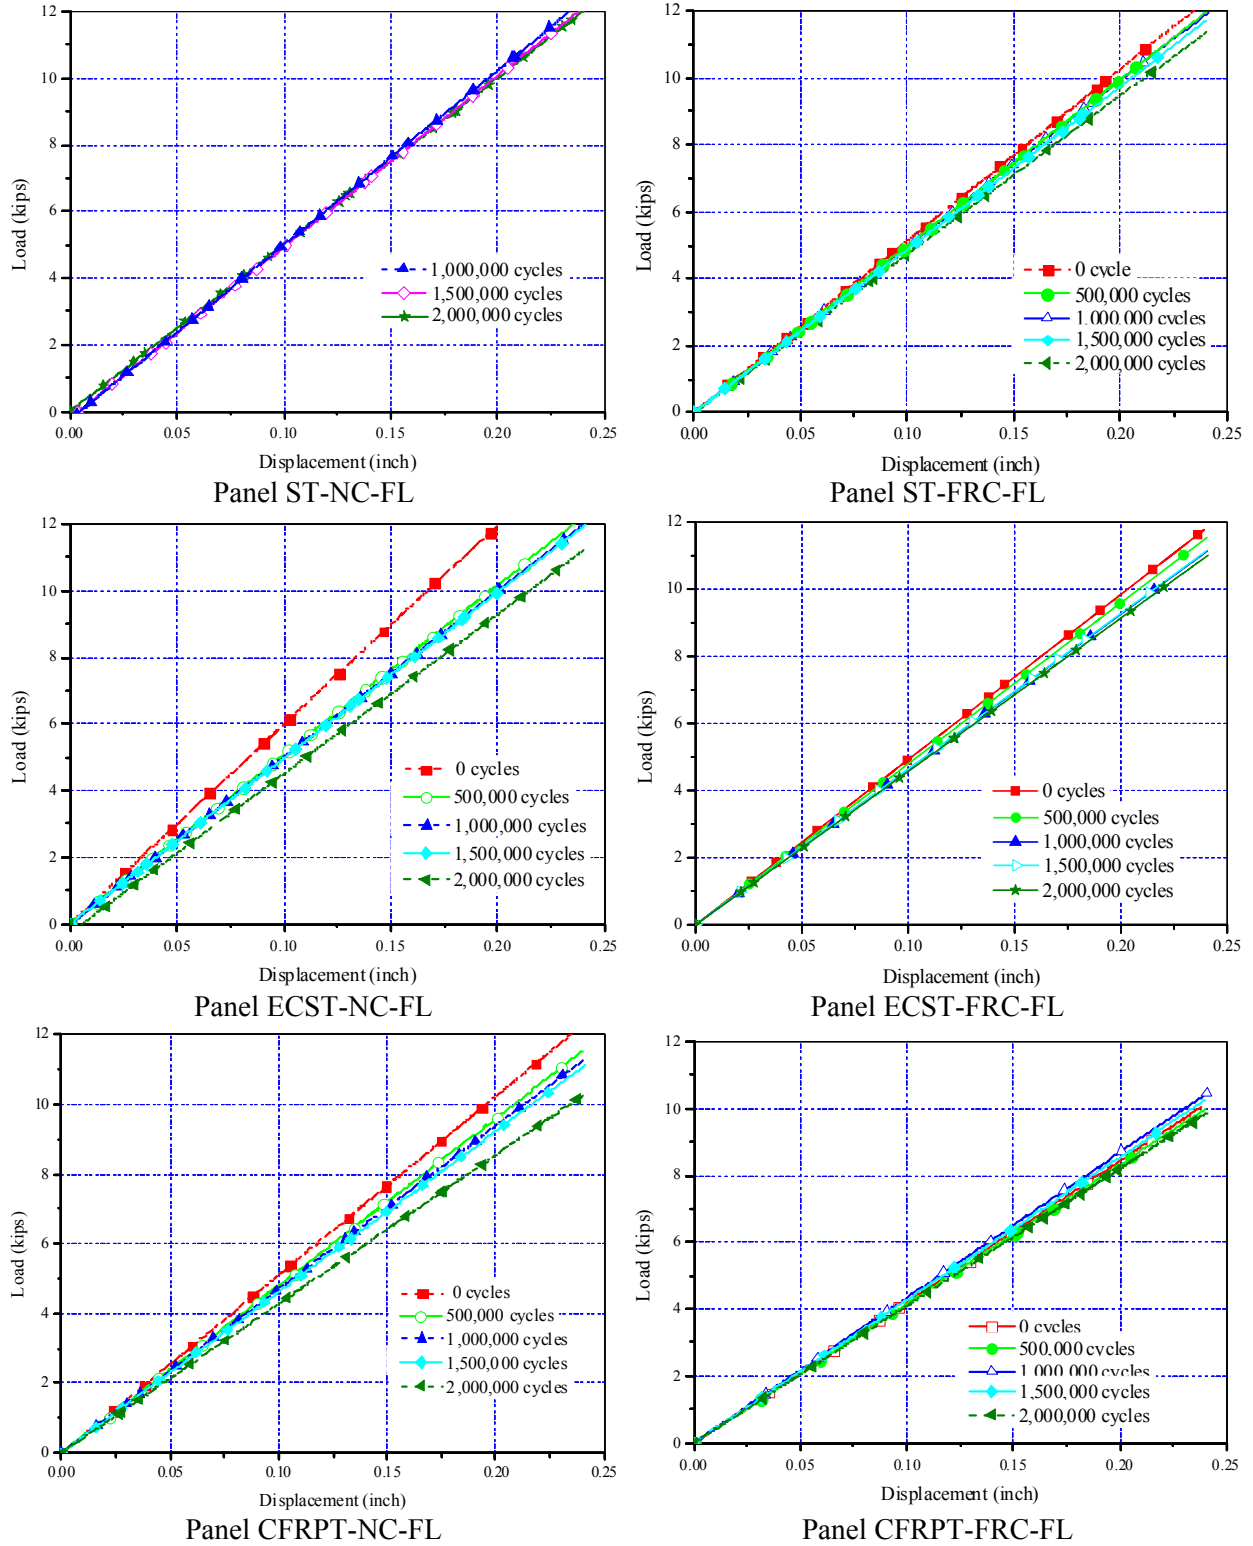 12
10
8
6
4
2
0
Load (kips)
1,000,000 cycles
1,500,000 cycles
2,000,000 cycles
0.00 0.05 0.10 0.15 0.20 0.25
Displacement (inch)
Panel ST-NC-FL
12
10
8
6
4
2
0
Load (kips)
0 cycle
500,000 cycles
1,000,000 cycles
1,500,000 cycles
2,000,000 cycles
0.00 0.05 0.10 0.15 0.20 0.25
Displacement (inch)
Panel ST-FRC-FL
12
10
8
6
4
2
0
Load (kips)
0 cycles
500,000 cycles
1,000,000 cycles
1,500,000 cycles
2,000,000 cycles
0.00 0.05 0.10 0.15 0.20 0.25
Displacement (inch)
Panel ECST-NC-FL
12
10
8
6
4
2
0
Load (kips)
0 cycles
500,000 cycles
1,000,000 cycles
1,500,000 cycles
2,000,000 cycles
0.00 0.05 0.10 0.15 0.20 0.25
Displacement (inch)
Panel ECST-FRC-FL
12
10
8
6
4
2
0
Load (kips)
0 cycles
500,000 cycles
1,000,000 cycles
1,500,000 cycles
2,000,000 cycles
0.00 0.05 0.10 0.15 0.20 0.25
Displacement (inch)
Panel CFRPT-NC-FL
12
10
8
6
4
2
0
Load (kips)
0 cycles
500,000 cycles
1,000,000 cycles
1,500,000 cycles
2,000,000 cycles
0.00 0.05 0.10 0.15 0.20 0.25
Displacement (inch)
Panel CFRPT-FRC-FL